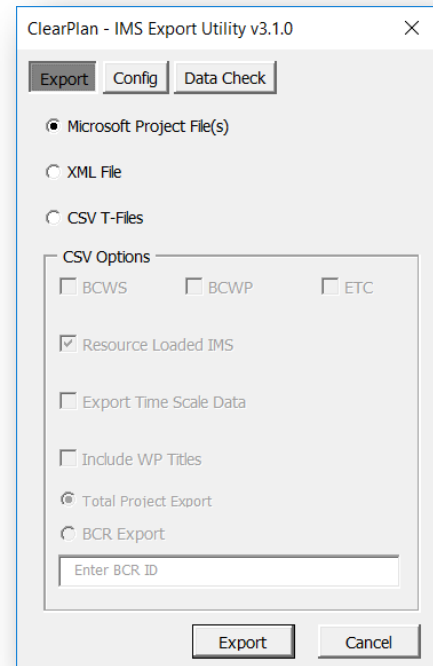 ClearPlan - IMS Export Utility v3.1.0
Export Config Data Check
Microsoft Project File(s)
XML File
CSV T-Files
CSV Options
BCWS BCWP ETC
Resource Loaded IMS
Export Time Scale Data
Include WP Titles
Total Project Export
BCR Export
Enter BCR ID
Export Cancel